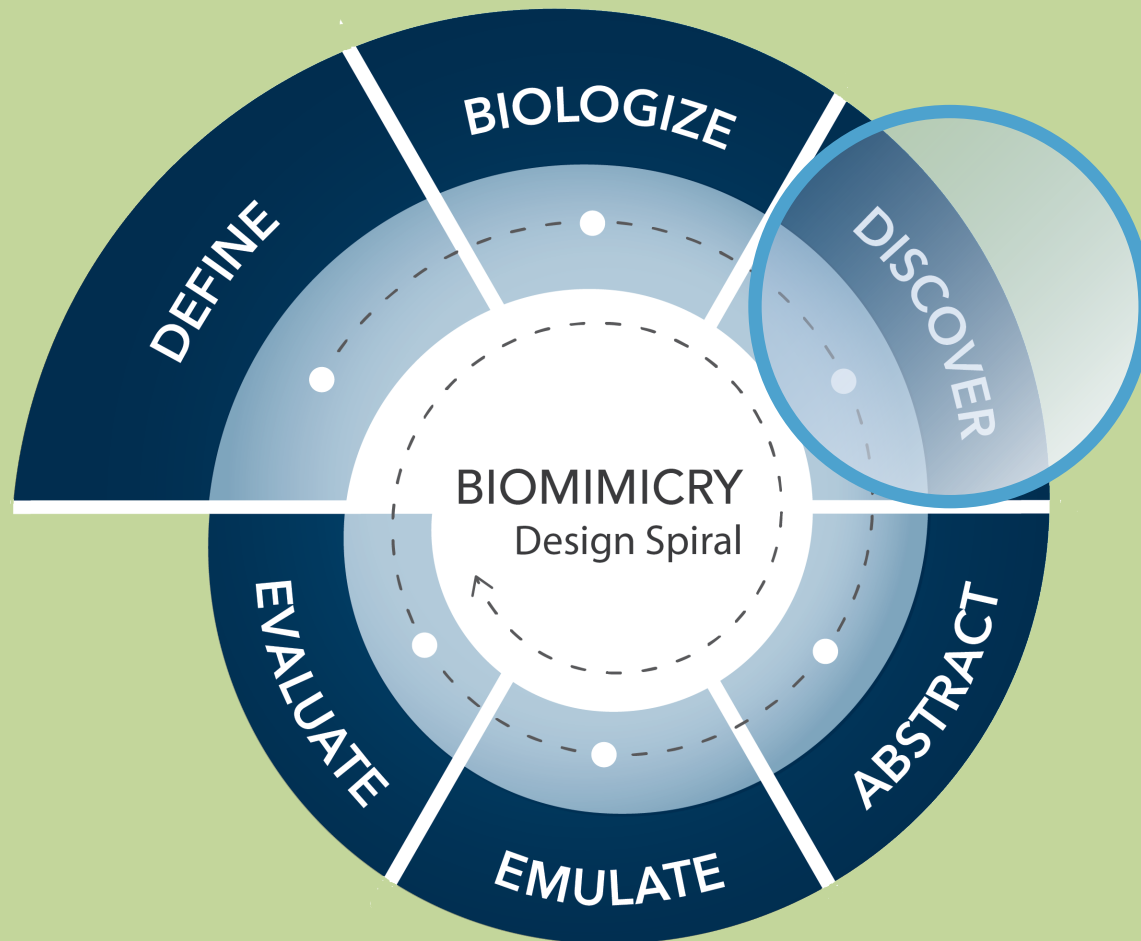 DEFINE
BIOLOGIZE
DISCOVER
ABSTRACT
EMULATE
EVALUATE
BIOMIMICRY
Design Spiral